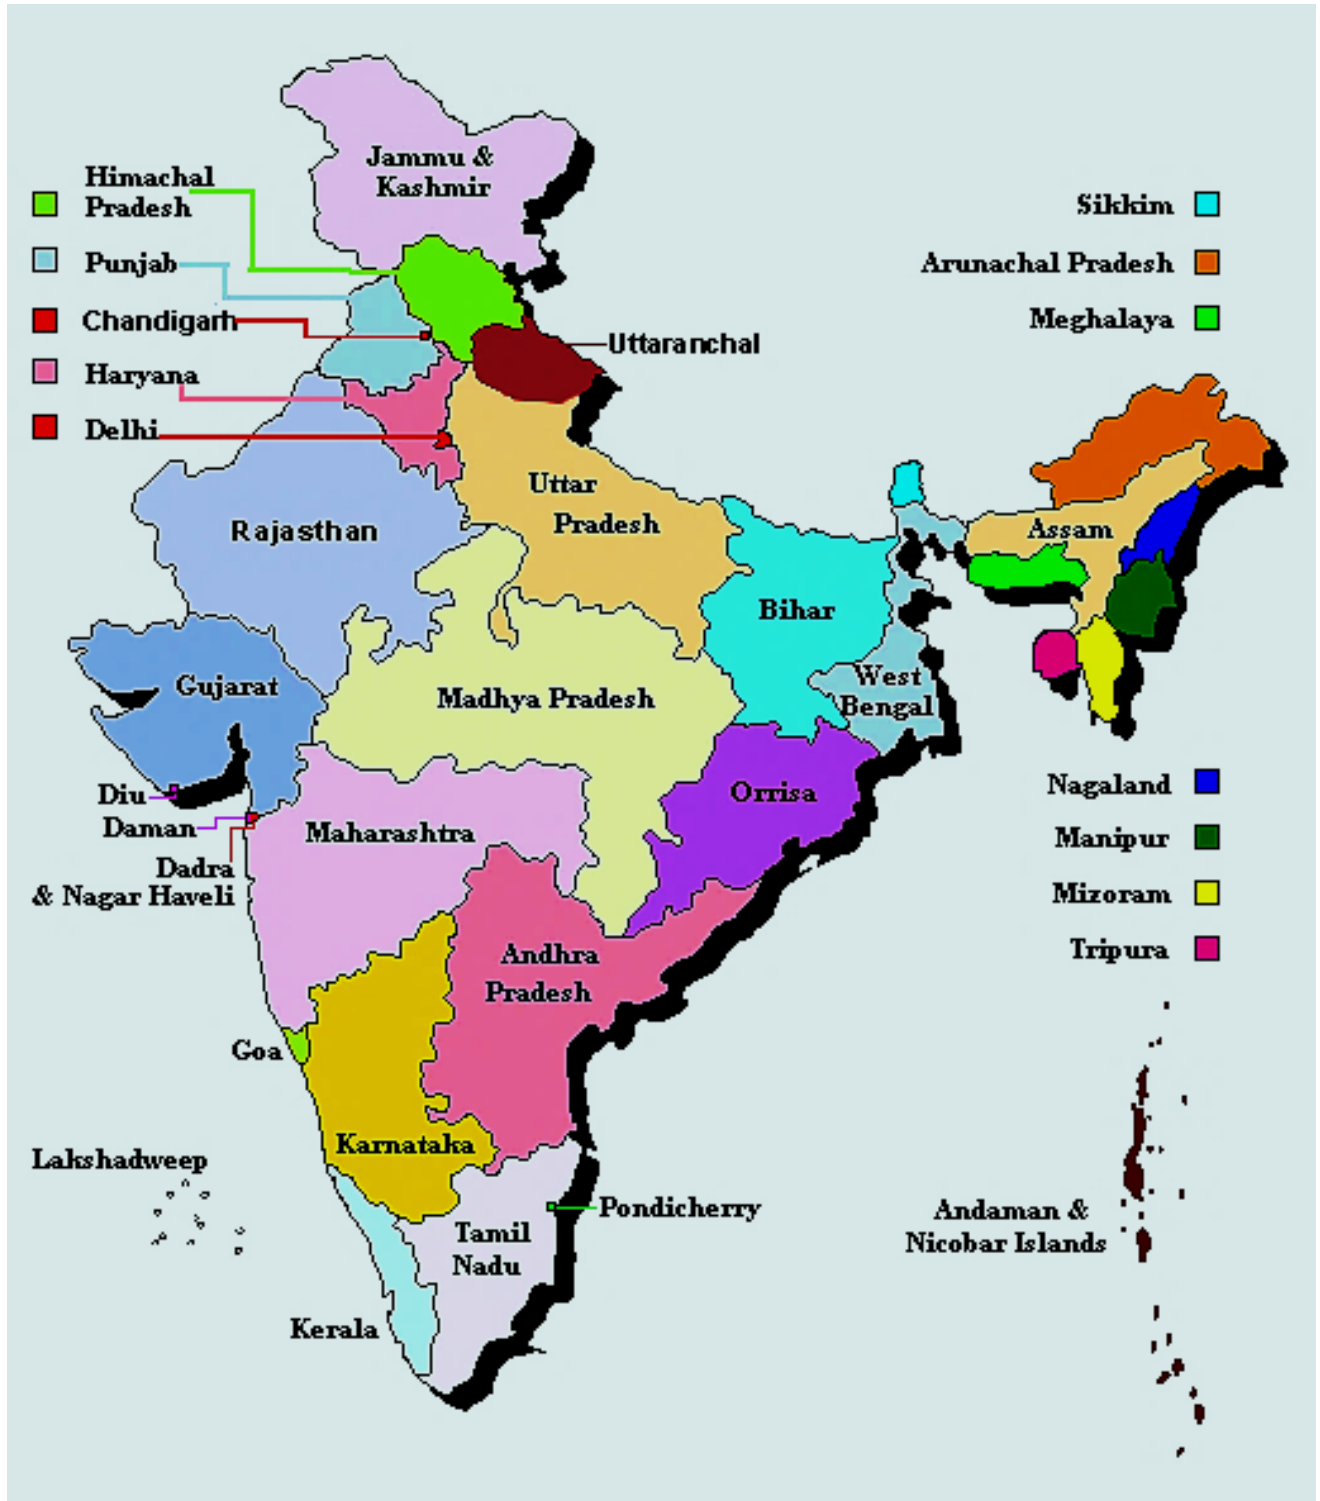 Jammu &
Kashmir
Himachal
Pradesh
Punjab
Chandigarh
Haryana
Delhi
Uttaranchal
Sikkim
Arunachal Pradesh
Meghalaya
Rajasthan
Uttar
Pradesh
Assam
Bihar
Gujarat
Madhya Pradesh
West
Bengal
Diu
Daman
Dadra
& Nagar Haveli
Maharashtra
Orrisa
Nagaland
Manipur
Mizoram
Tripura
Andhra
Pradesh
Goa
Karnataka
Lakshadweep
Pondicherry
Tamil
Nadu
Kerala
Andaman &
Nicobar Islands